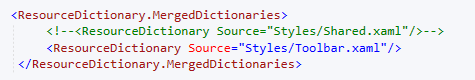 <ResourceDictionary.MergedDictionaries>
<!--<ResourceDictionary Source="Styles/Shared.xaml"/>-->
<ResourceDictionary Source="Styles/Toolbar.xaml"/>
</ResourceDictionary.MergedDictionaries>